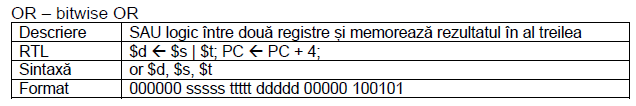 OR – bitwise OR
Descriere SAU logic între două registre și memorează rezultatul în al treilea
RTL $d ← $s | $t; PC ← PC + 4;
Sintaxă or $d, $s, $t
Format 000000 sssss ttttt ddddd 00000 100101